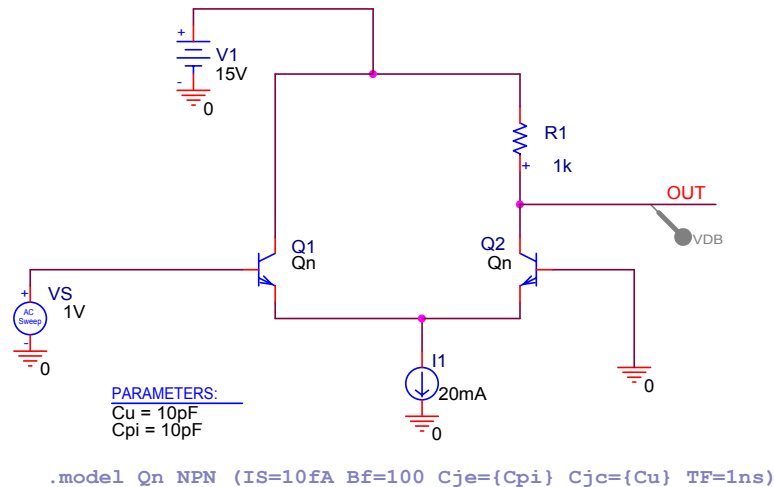 +
V1
15V
-
0
R1
+
1k
OUT
VDB
Q1
Qn
Q2
Qn
+
VS
AC
Sweep
1V
-
0
I1
20mA
0
0
PARAMETERS:
Cu = 10pF
Cpi = 10pF
.model Qn NPN (IS=10fA Bf=100 Cje={Cpi} Cjc={Cu} TF=1ns)